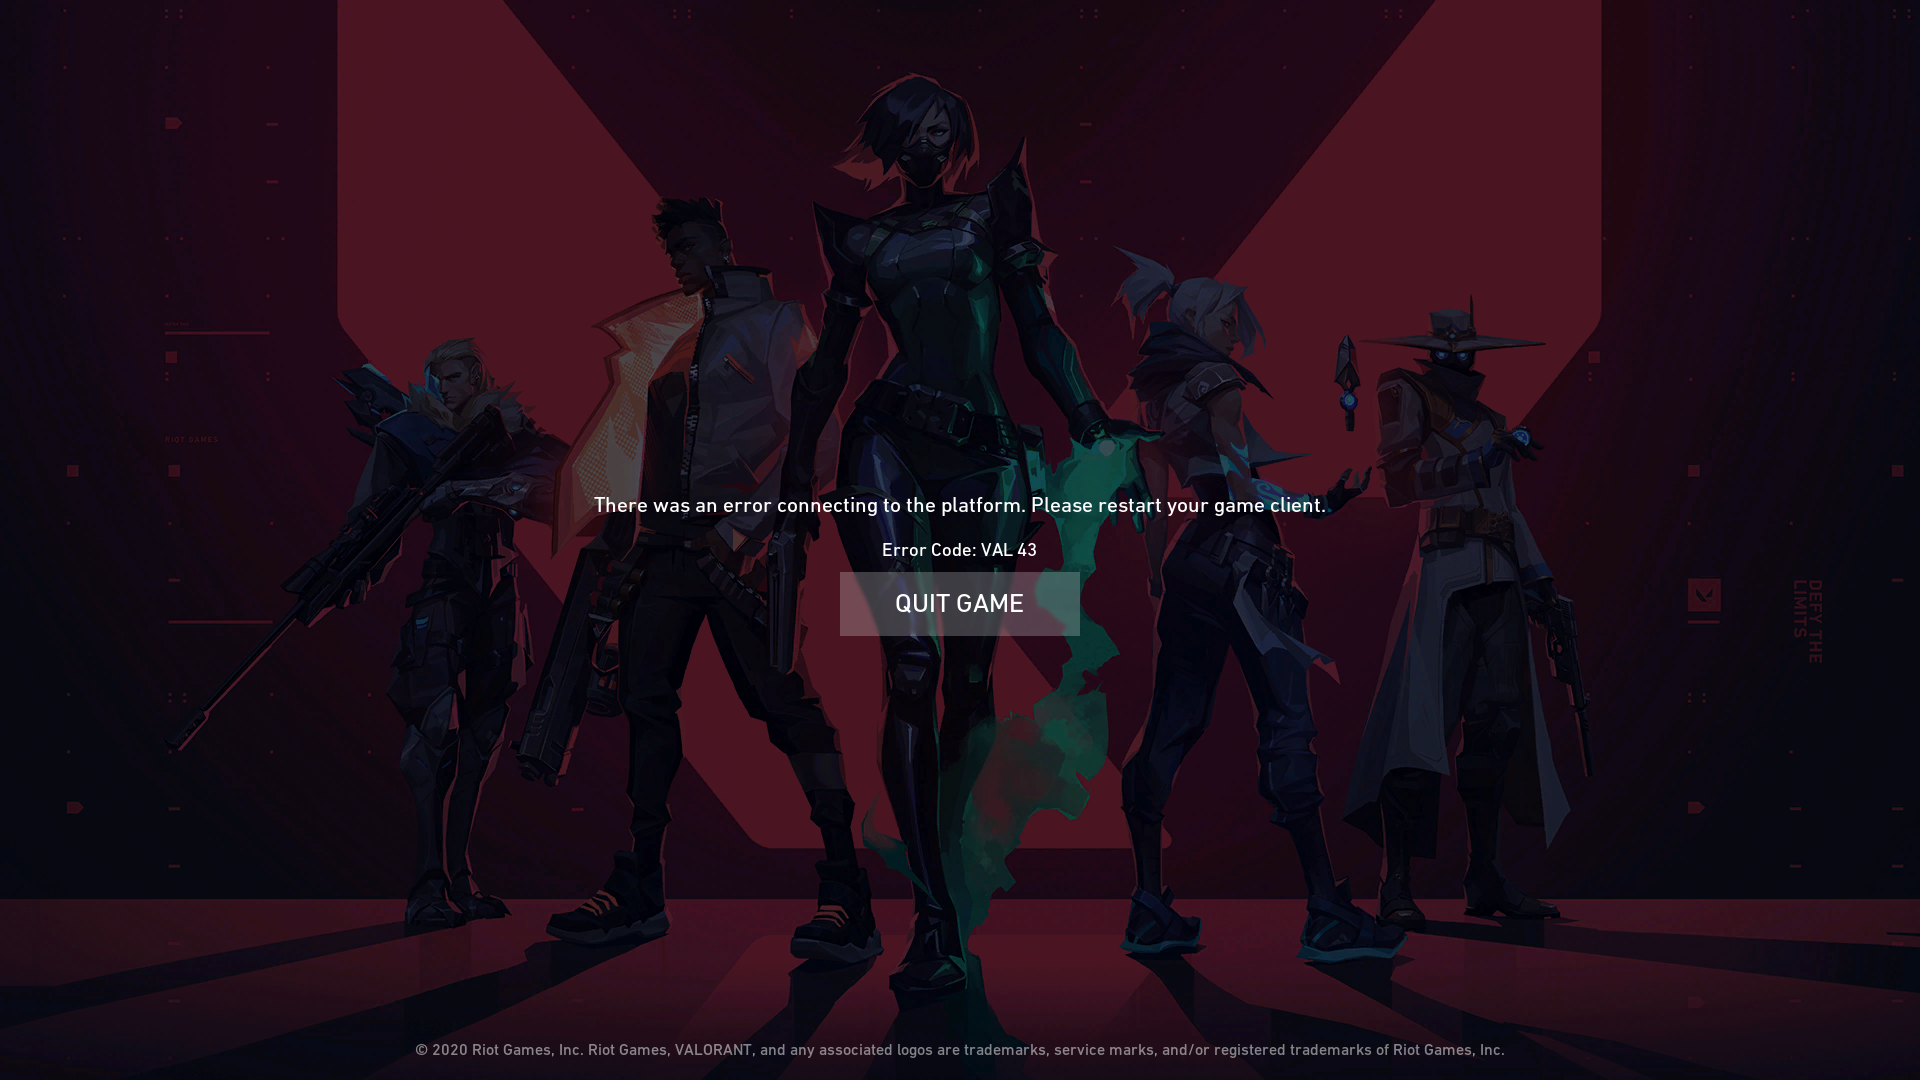 RIOT GAMES
There was an error connecting to the platform. Please restart your game client.
Error Code: VAL 43
QUIT GAME
DEFY THE
LIMITS
© 2020 Riot Games, Inc. Riot Games, VALORANT, and any associated logos are trademarks, service marks, and/or registered trademarks of Riot Games, Inc.